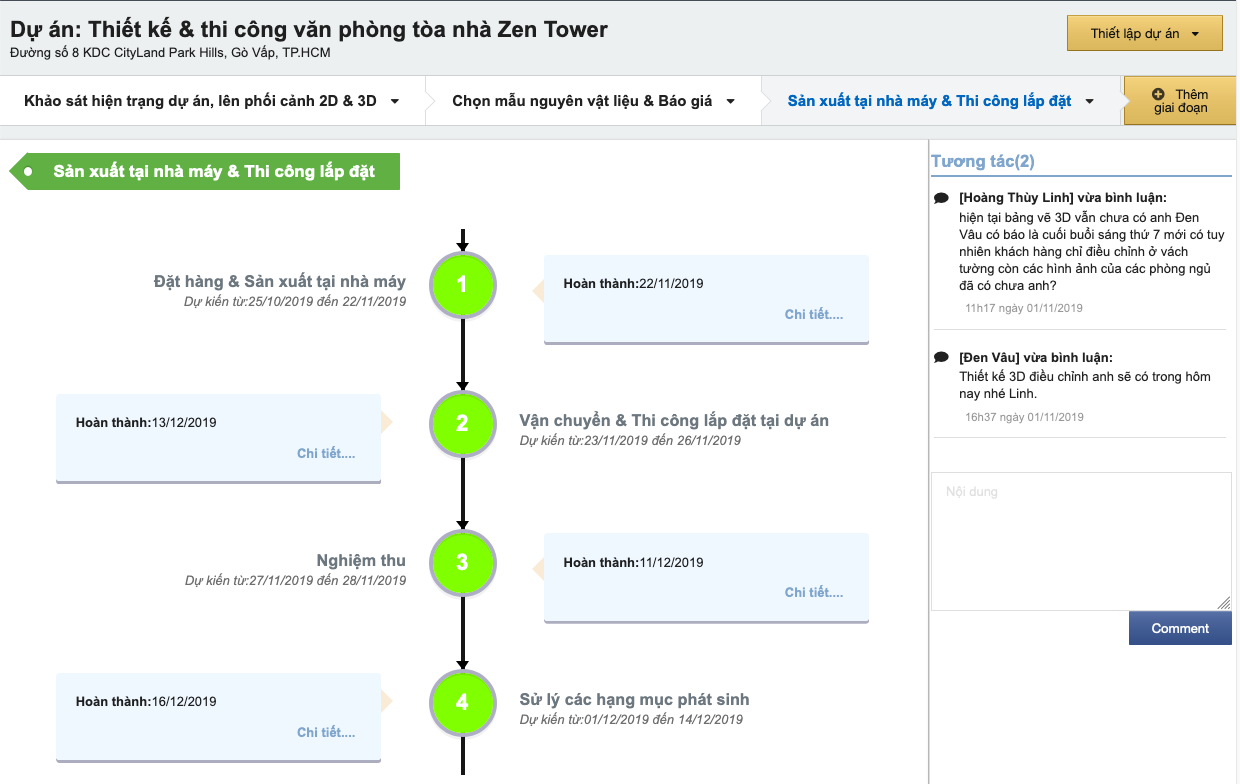 Dự án: Thiết kế & thi công văn phòng tòa nhà Zen Tower
Đường số 8 KDC CityLand Park Hills, Gò Vấp, TP.HCM
Thiết lập dự án
Khảo sát hiện trạng dự án, lên phối cảnh 2D & 3D
Chọn mẫu nguyên vật liệu & Báo giá
Sản xuất tại nhà máy & Thi công lắp đặt
Thêm
giai đoạn
Sản xuất tại nhà máy & Thi công lắp đặt
Đặt hàng & Sản xuất tại nhà máy
Dự kiến từ:25/10/2019 đến 22/11/2019
1
Hoàn thành:22/11/2019
Chi tiết....
Hoàn thành:13/12/2019
Chi tiết....
2
Vận chuyển & Thi công lắp đặt tại dự án
Dự kiến từ:23/11/2019 đến 26/11/2019
Nghiệm thu
Dự kiến từ:27/11/2019 đến 28/11/2019
3
Hoàn thành:11/12/2019
Chi tiết....
Hoàn thành:16/12/2019
Chi tiết....
4
Sử lý các hạng mục phát sinh
Dự kiến từ:01/12/2019 đến 14/12/2019
Tương tác(2)
[Hoàng Thùy Linh] vừa bình luận:
hiện tại bảng vẽ 3D vẫn chưa có anh Đen
Vâu có báo là cuối buổi sáng thứ 7 mới có tuy
nhiên khách hàng chỉ điều chỉnh ở vách
tường còn các hình ảnh của các phòng ngủ
đã có chưa anh?
11h17 ngày 01/11/2019
[Đen Vâu] vừa bình luận:
Thiết kế 3D điều chỉnh anh sẽ có trong hôm
nay nhé Linh.
16h37 ngày 01/11/2019
Nội dung
Comment